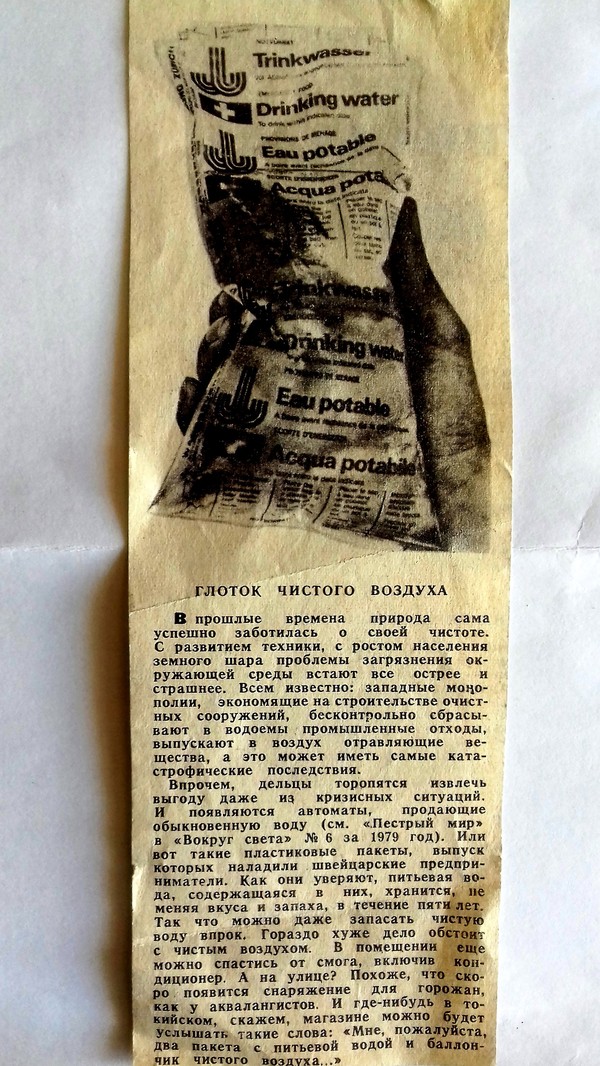 Trinkwasser
Drinking water
Eau potable
Acqua pota
Trinkwasser
Drinking water
PROVISIONS DE MENAGE
Eau potable
Acqua potabile
ГЛОТОК ЧИСТОГО ВОЗДУХА
В прошлые времена природа сама
успешно заботилась о своей чистоте.
С развитием техники, с ростом населения
земного шара проблемы загрязнения ок-
ружающей среды встают все острее и
страшнее. Всем известно: западные моно-
полии, экономящие на строительстве очист-
ных сооружений, бесконтрольно сбрасы-
вают в водоемы промышленные отходы,
выпускают в воздух отравляющие ве-
щества, а это может иметь самые ката-
строфические последствия.
Впрочем, дельцы торопятся извлечь
выгоду даже из кризисных ситуаций.
И появляются автоматы, продающие
обыкновенную воду (см. «Пестрый мир»
в «Вокруг света» № 6 за 1979 год). Или
вот такие пластиковые пакеты, выпуск
которых наладили швейцарские предпри-
ниматели. Как они уверяют, питьевая во-
да, содержащаяся в них, хранится, не
меняя вкуса и запаха, в течение пяти лет.
Так что можно даже запасать чистую
воду впрок. Гораздо хуже дело обстоит
с чистым воздухом. В помещении еще
можно спастись от смога, включив кон-
диционер. А на улице? Похоже, что ско-
ро появится снаряжение для горожан,
как у аквалангистов. И где-нибудь в то-
кийском, скажем, магазине можно будет
услышать такие слова: «Мне, пожалуйста,
два пакета с питьевой водой и баллон-
чик чистого воздуха...»